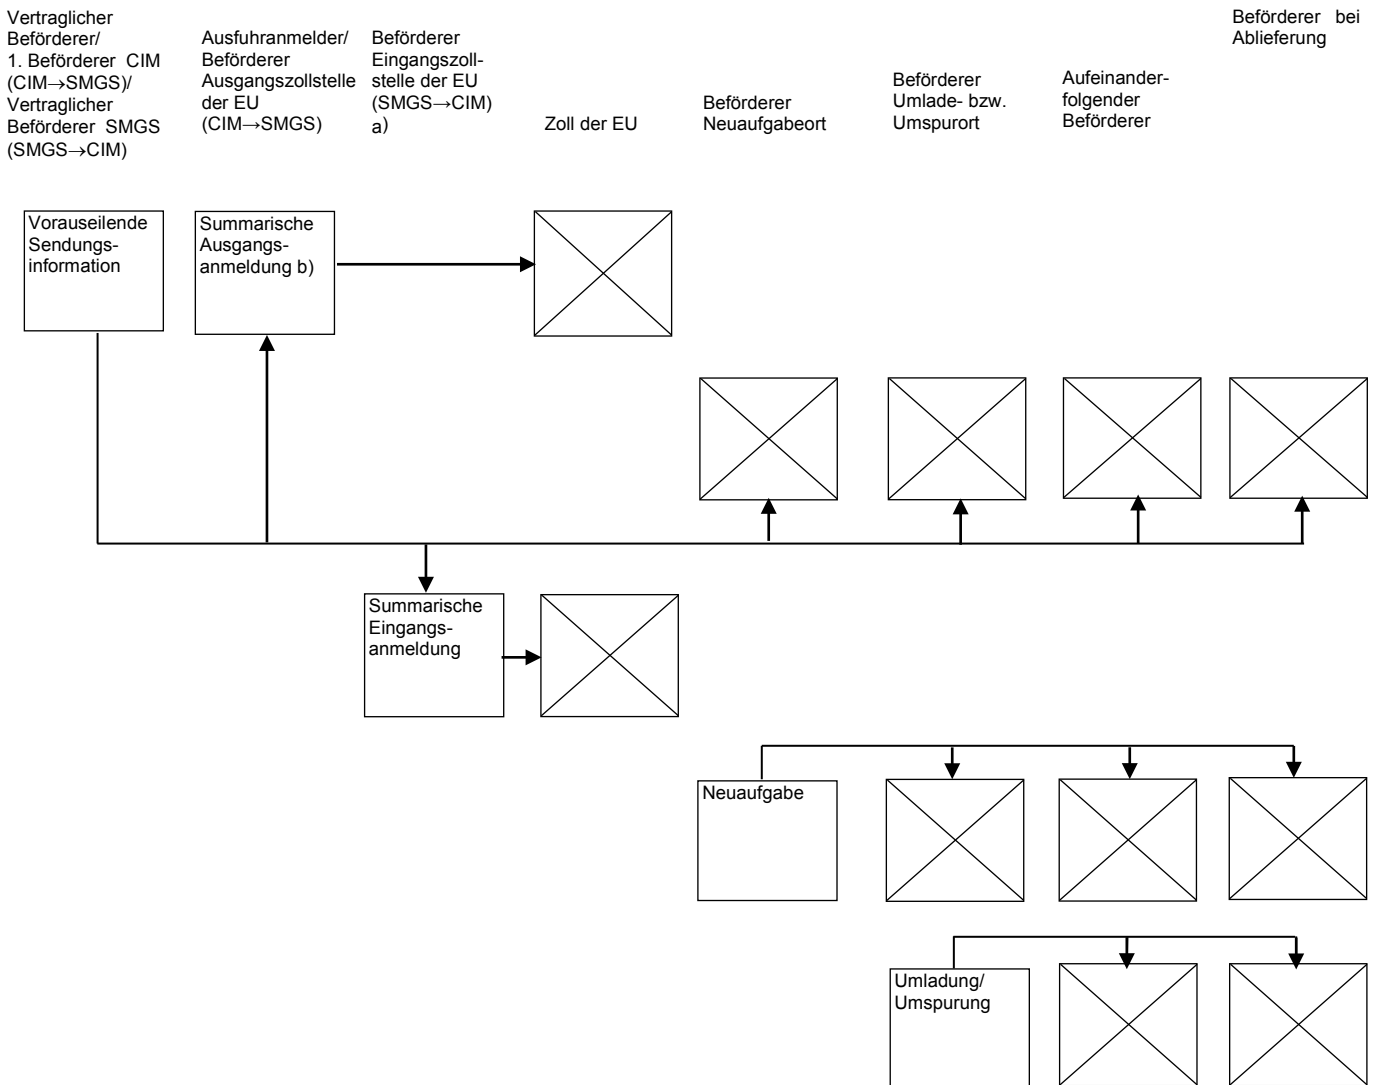 Vertraglicher
Beförderer/
1. Beförderer CIM
(CIM→SMGS)/
Vertraglicher
Beförderer SMGS
(SMGS→CIM)
Ausfuhranmelder/
Beförderer
Ausgangszollstelle
der EU
(CIM→SMGS)
Beförderer
Eingangszoll-
stelle der EU
(SMGS→CIM)
a)
Zoll der EU
Beförderer
Neuaufgabeort
Beförderer
Umlade- bzw.
Umspurort
Aufeinander-
folgender
Beförderer
Beförderer bei
Ablieferung
Vorauseilende
Sendungs-
information
Summarische
Ausgangs-
anmeldung b)
Summarische
Eingangs-
anmeldung
Neuaufgabe
Umladung/
Umspurung